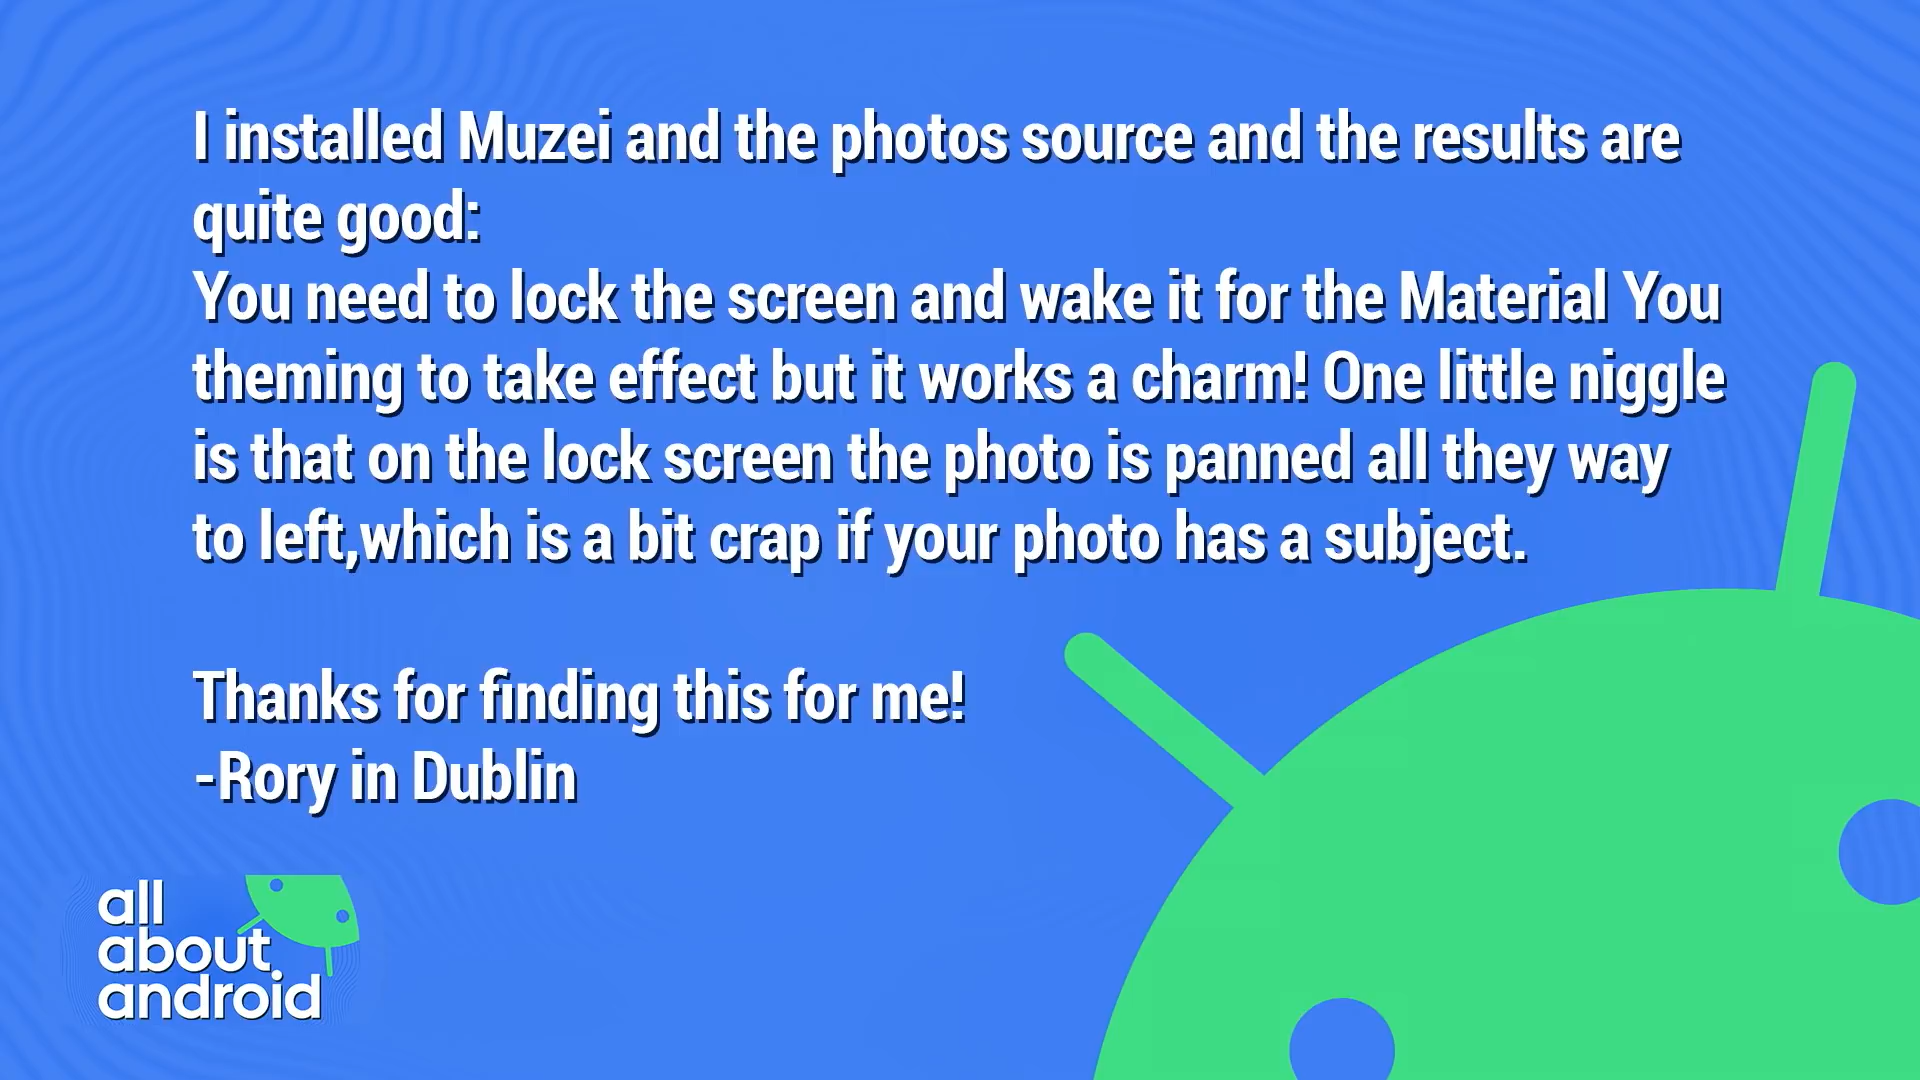 I installed Muzei and the photos source and the results are
quite good:
You need to lock the screen and wake it for the Material You
theming to take effect but it works a charm! One little niggle
is that on the lock screen the photo is panned all they way
to left,which is a bit crap if your photo has a subject.
Thanks for finding this for me!
-Rory in Dublin
all
about
android